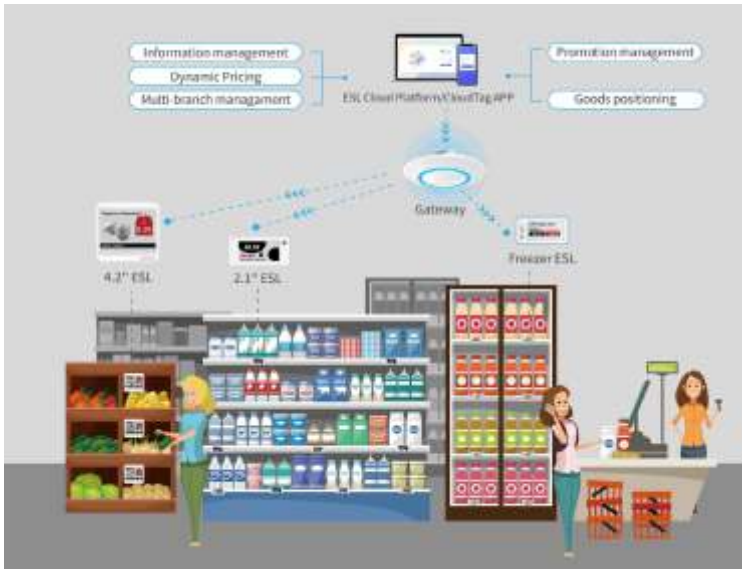 Information management
Dynamic Pricing
Multi-branch managament
Promotion management
Goods positioning
ESL Cloud Platform/CloudTag APP
Gateway
4.2" ESL
2.1" ESL
Freezer ESL